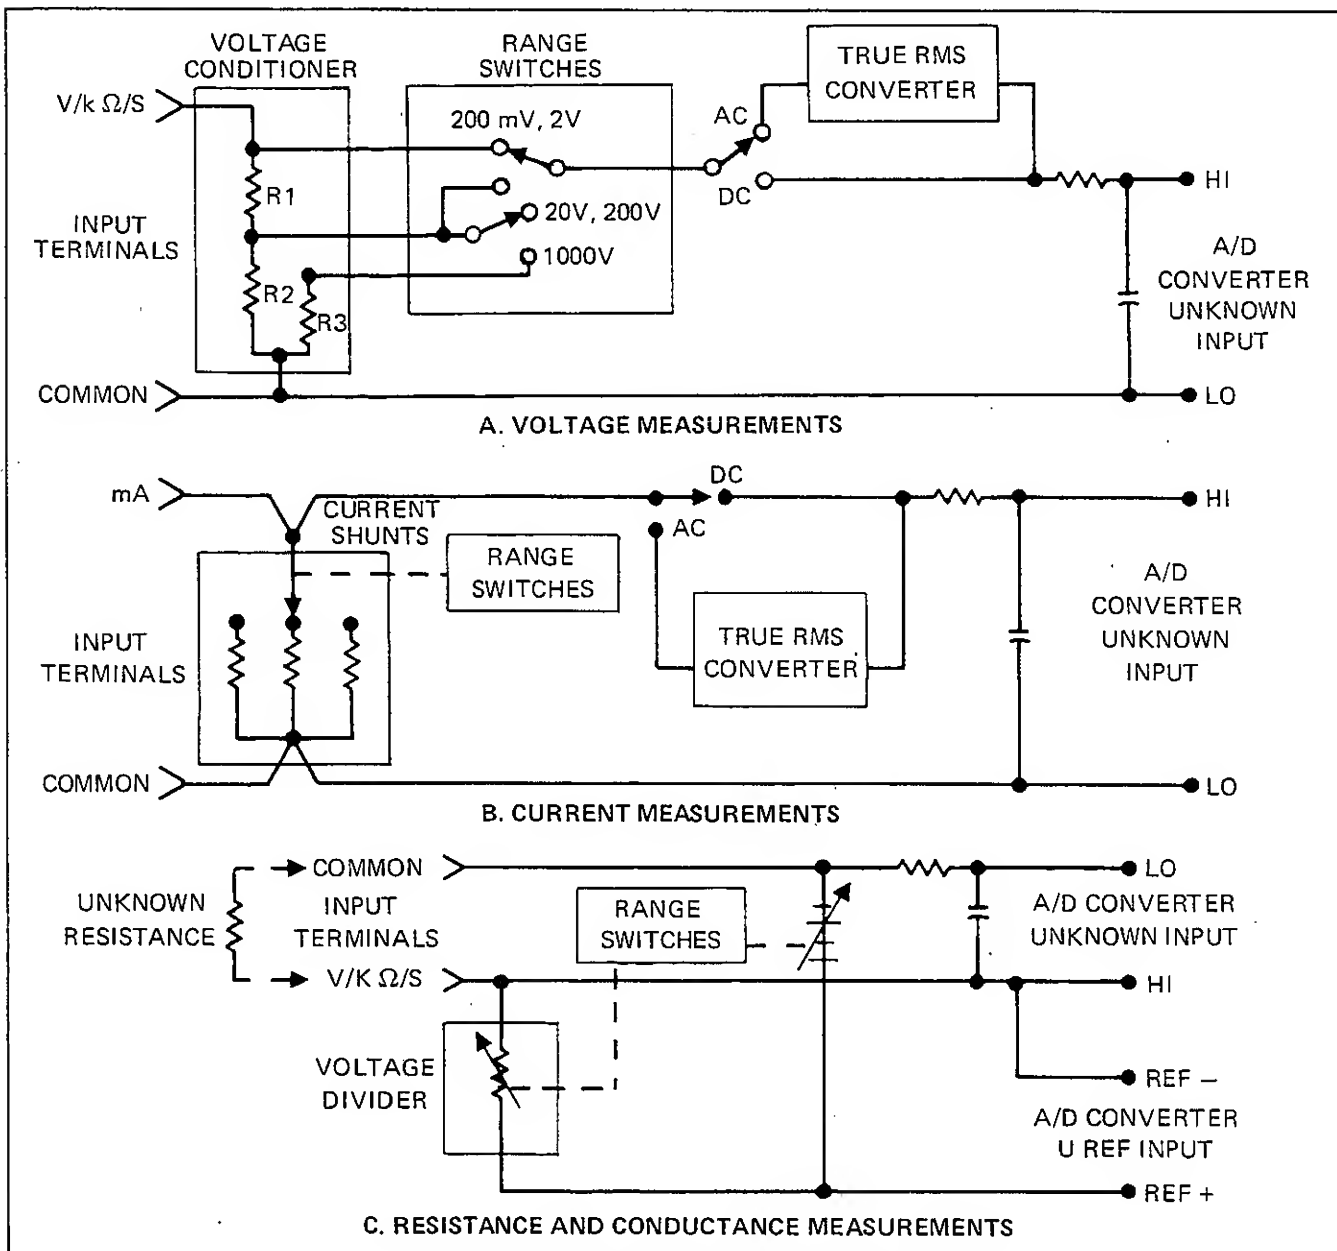 VOLTAGE
CONDITIONER
RANGE
SWITCHES
TRUE RMS
CONVERTER
V/k Ω/S
200 mV, 2V
AC
R1
DC
HI
INPUT
TERMINALS
20V, 200V
1000V
A/D
CONVERTER
UNKNOWN
INPUT
R2
R3
COMMON
LO
A. VOLTAGE MEASUREMENTS
mA
CURRENT
SHUNTS
DC
HI
AC
RANGE
SWITCHES
A/D
CONVERTER
UNKNOWN
INPUT
INPUT
TERMINALS
TRUE RMS
CONVERTER
COMMON
LO
B. CURRENT MEASUREMENTS
COMMON
LO
UNKNOWN
RESISTANCE
INPUT
TERMINALS
RANGE
SWITCHES
A/D CONVERTER
UNKNOWN INPUT
V/K Ω/S
HI
VOLTAGE
DIVIDER
REF –
A/D CONVERTER
U REF INPUT
REF +
C. RESISTANCE AND CONDUCTANCE MEASUREMENTS